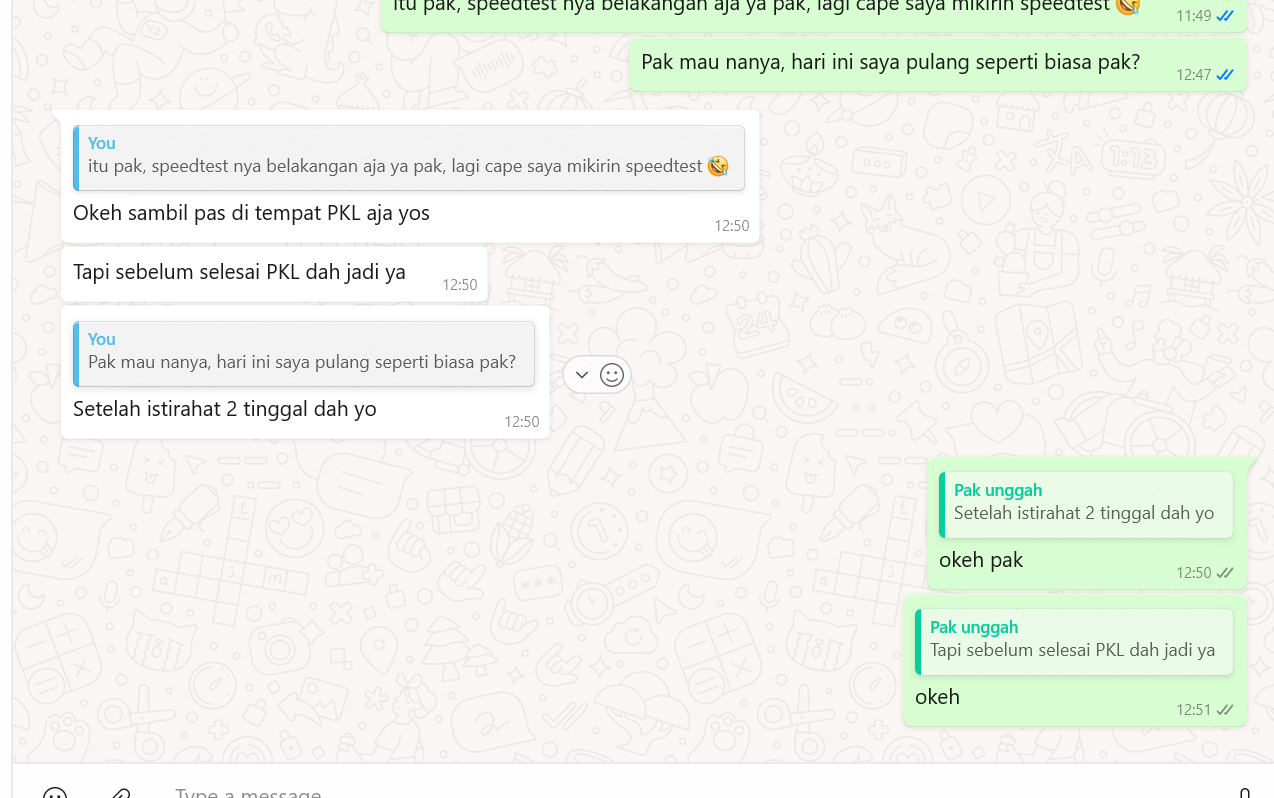 itu pak, speedtest nya belakangan aja ya pak, lagi cape saya mikirin speedtest 🤣
11:49
Pak mau nanya, hari ini saya pulang seperti biasa pak?
12:47
You
itu pak, speedtest nya belakangan aja ya pak, lagi cape saya mikirin speedtest 🤣
Okeh sambil pas di tempat PKL aja yos
12:50
Tapi sebelum selesai PKL dah jadi ya
12:50
You
Pak mau nanya, hari ini saya pulang seperti biasa pak?
Setelah istirahat 2 tinggal dah yo
12:50
Pak unggah
Setelah istirahat 2 tinggal dah yo
okeh pak
12:50
Pak unggah
Tapi sebelum selesai PKL dah jadi ya
okeh
12:51
Type a message